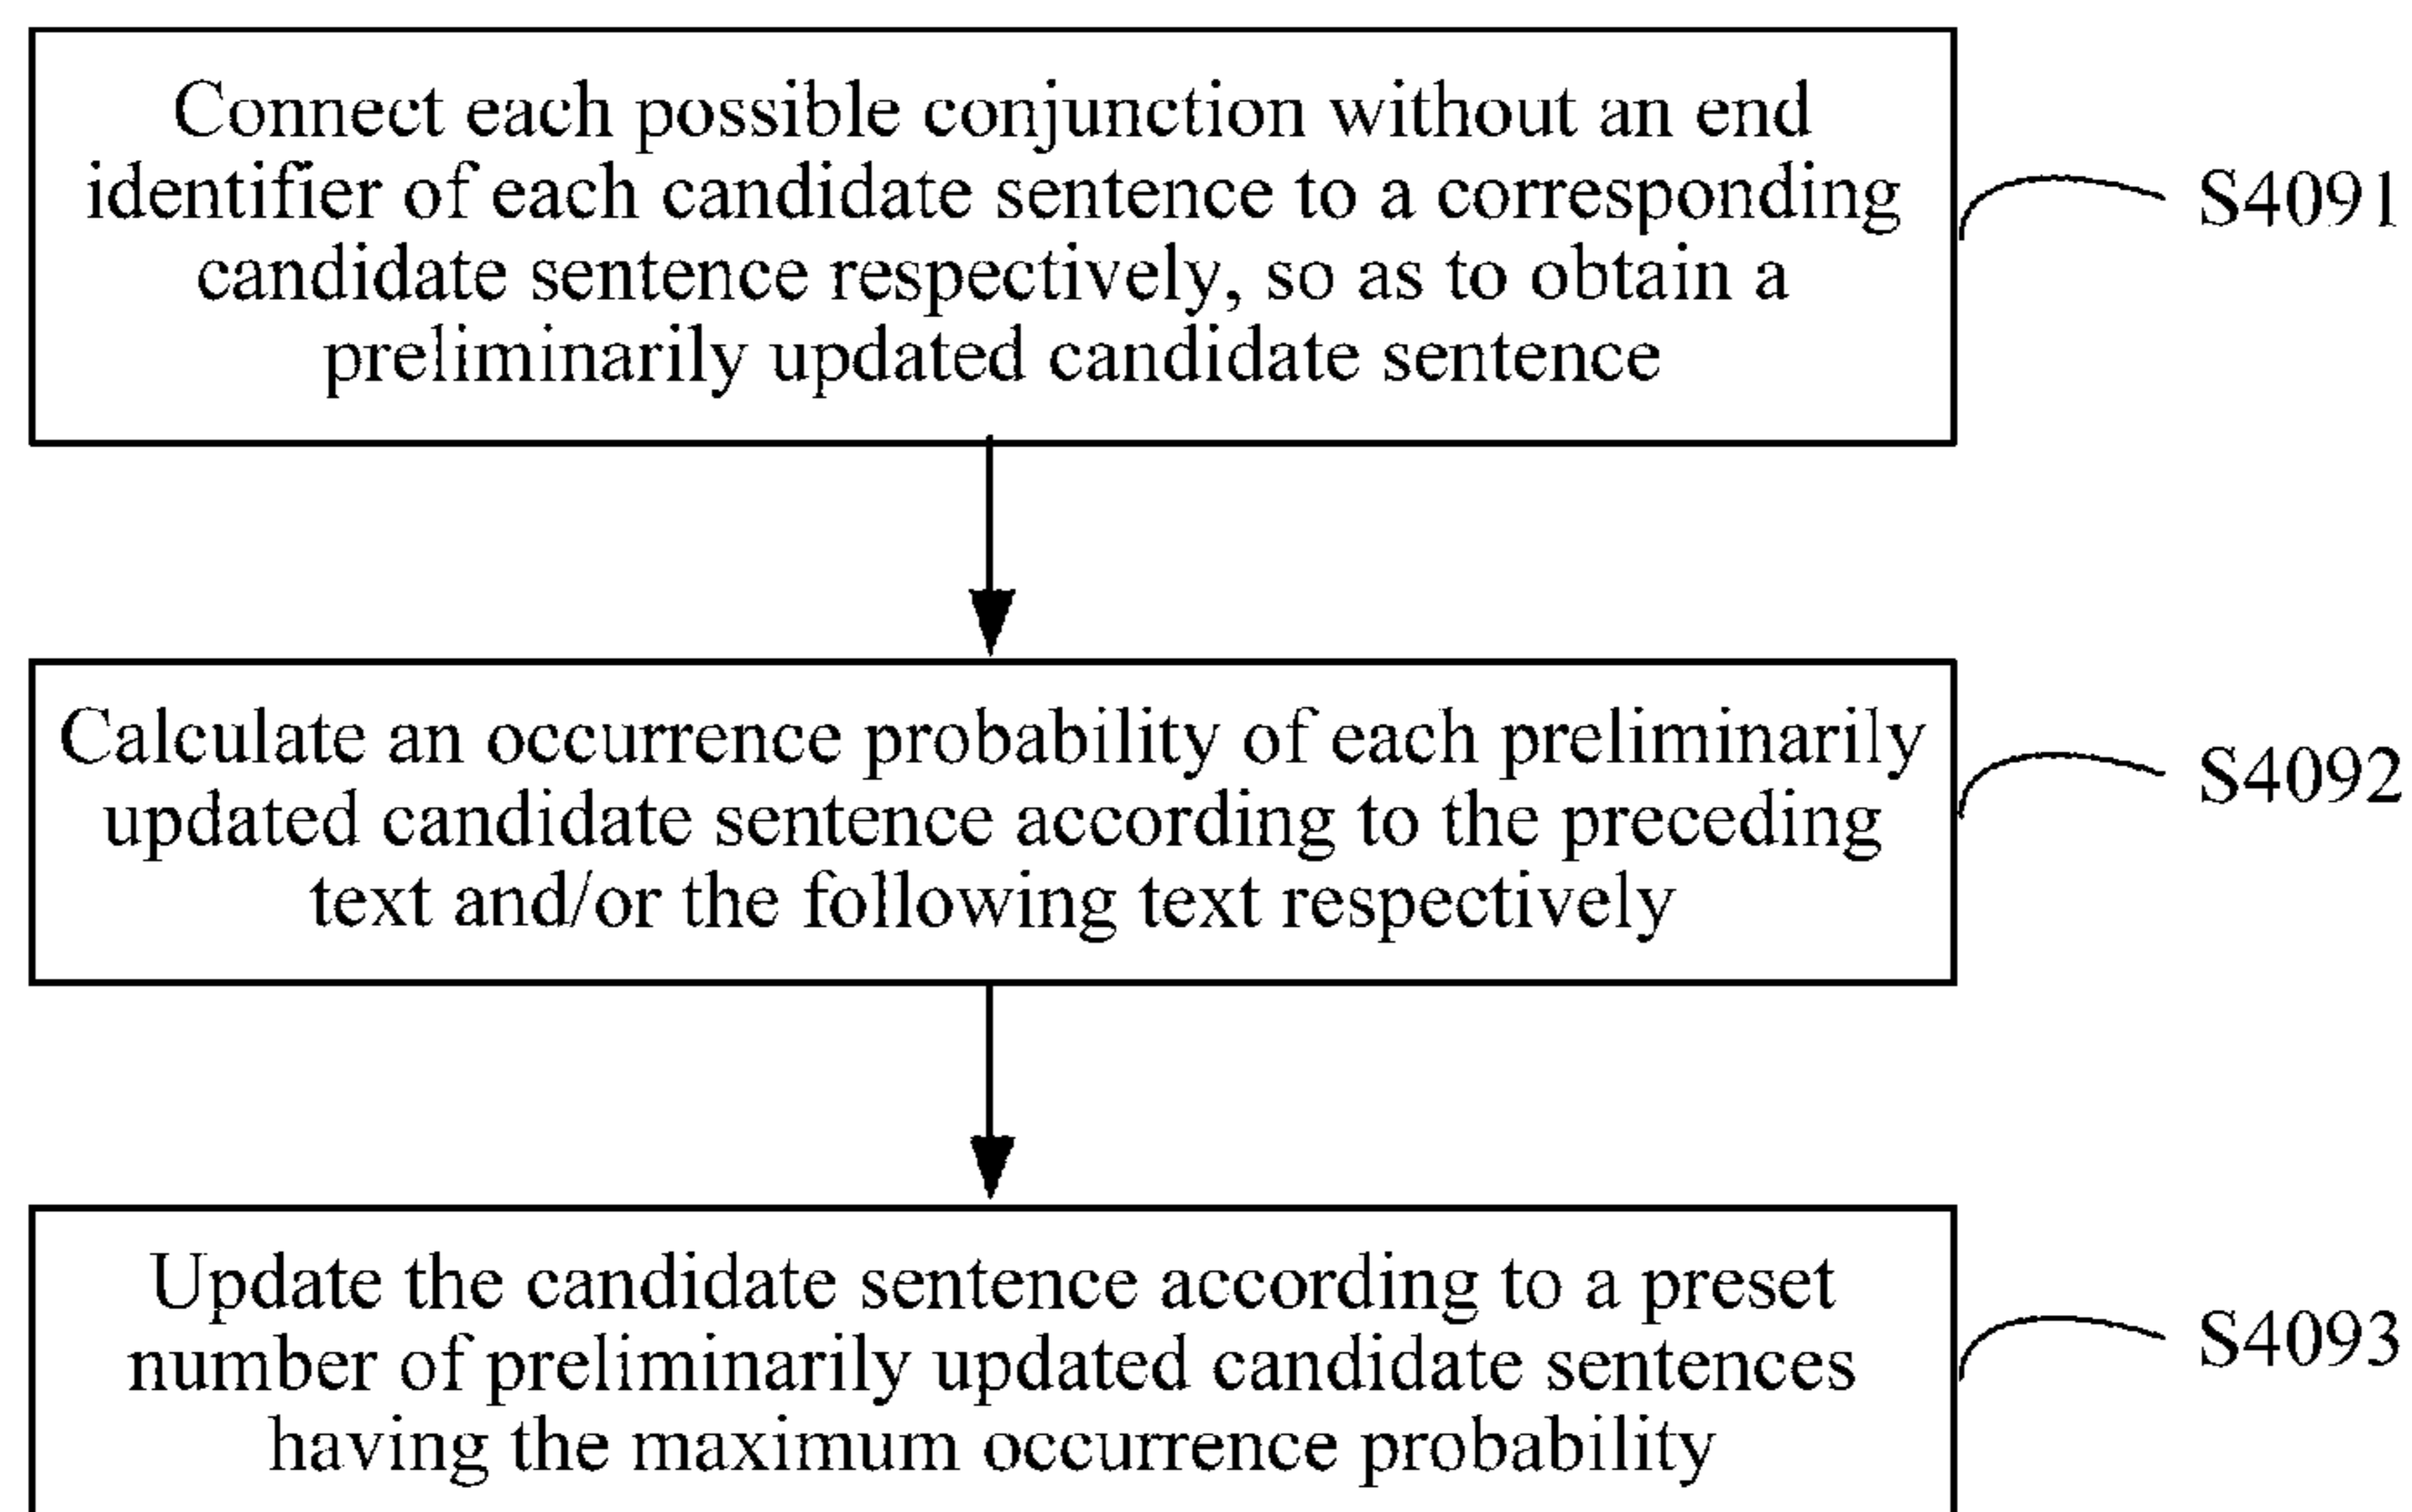 Connect each possible conjunction without an end
identifier of each candidate sentence to a corresponding
candidate sentence respectively, so as to obtain a
preliminarily updated candidate sentence
S4091
Calculate an occurrence probability of each preliminarily
updated candidate sentence according to the preceding
text and/or the following text respectively
S4092
Update the candidate sentence according to a preset
number of preliminarily updated candidate sentences
having the maximum occurrence probability
S4093